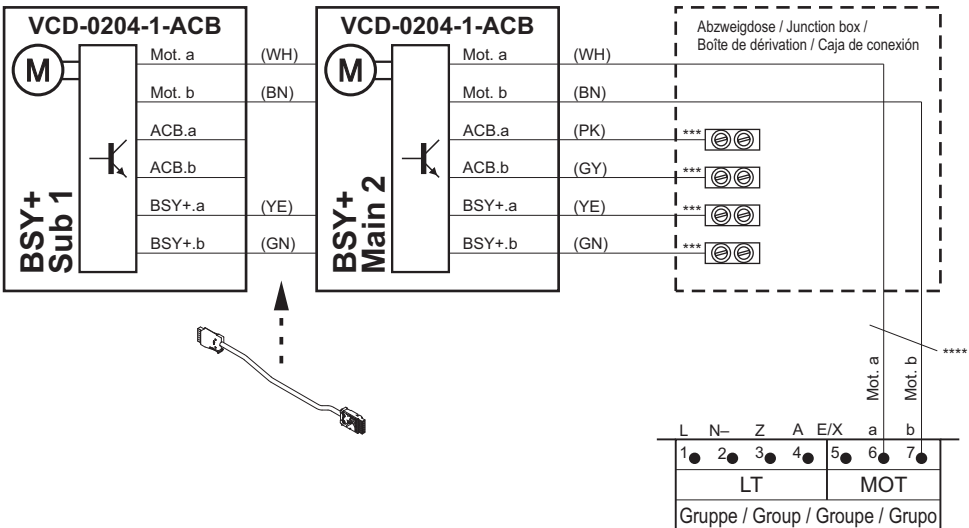 VCD-0204-1-ACB
M
Mot. a (WH)
Mot. b (BN)
ACB.a
ACB.b
BSY+.a (YE)
BSY+.b (GN)
BSY+
Sub 1
VCD-0204-1-ACB
M
Mot. a (WH)
Mot. b (BN)
ACB.a (PK)
ACB.b (GY)
BSY+.a (YE)
BSY+.b (GN)
BSY+
Main 2
Abzweigdose / Junction box /
Boîte de dérivation / Caja de conexión
***
***
***
***
****
Mot. a
Mot. b
L N– Z A E/X a b
1 2 3 4 5 6 7
LT MOT
Gruppe / Group / Groupe / Grupo